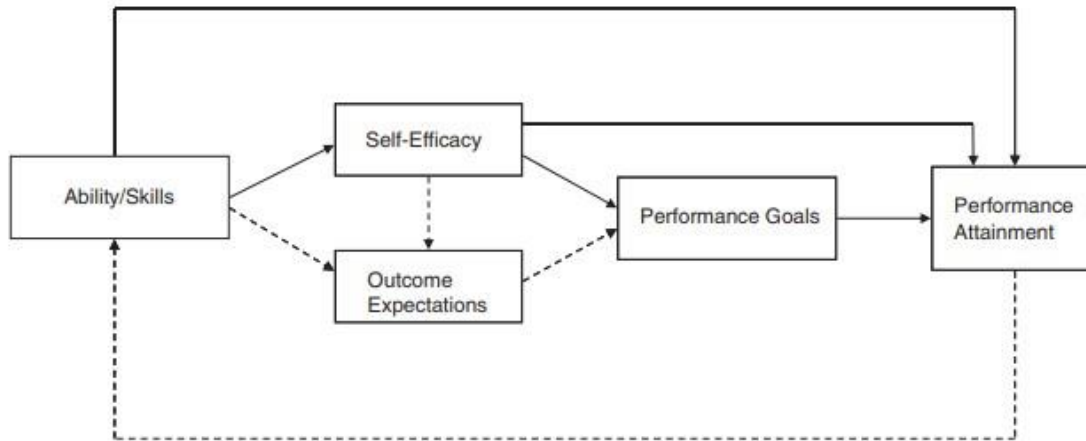 Self-Efficacy
Ability/Skills
Performance Goals
Performance
Attainment
Outcome
Expectations